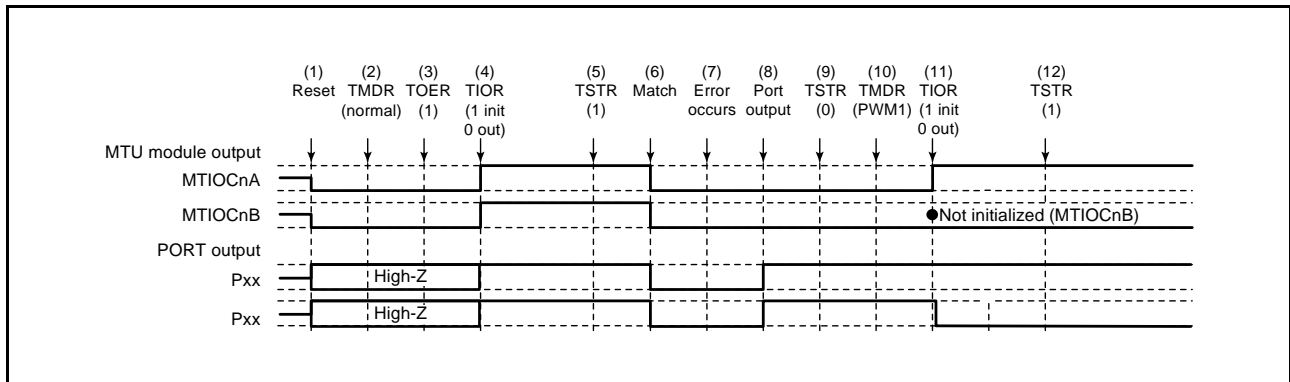 (1) (2) (3) (4) (5) (6) (7) (8) (9) (10) (11) (12)
Reset TMDR TOER TIOR TSTR Match Error Port TSTR TMDR TIOR TSTR
(normal) (1) (1 init (1) occurs output (0) (PWM1) (1 init (1)
0 out) 0 out)
MTU module output
MTIOCnA
MTIOCnB ●Not initialized (MTIOCnB)
PORT output
Pxx High-Z
Pxx High-Z